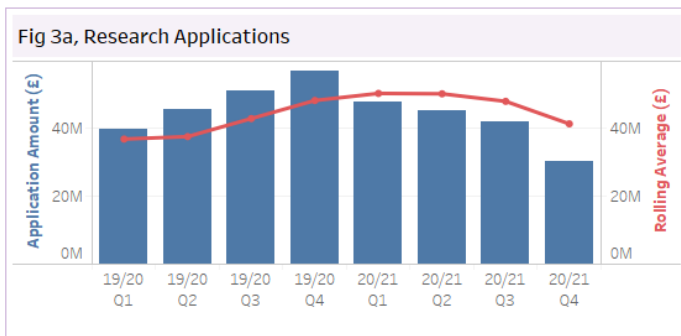 Fig 3a, Research Applications
Application Amount (£)
40M
20M
0M
40M
20M
0M
Rolling Average (£)
19/20 19/20 19/20 19/20 20/21 20/21 20/21 20/21
Q1 Q2 Q3 Q4 Q1 Q2 Q3 Q4